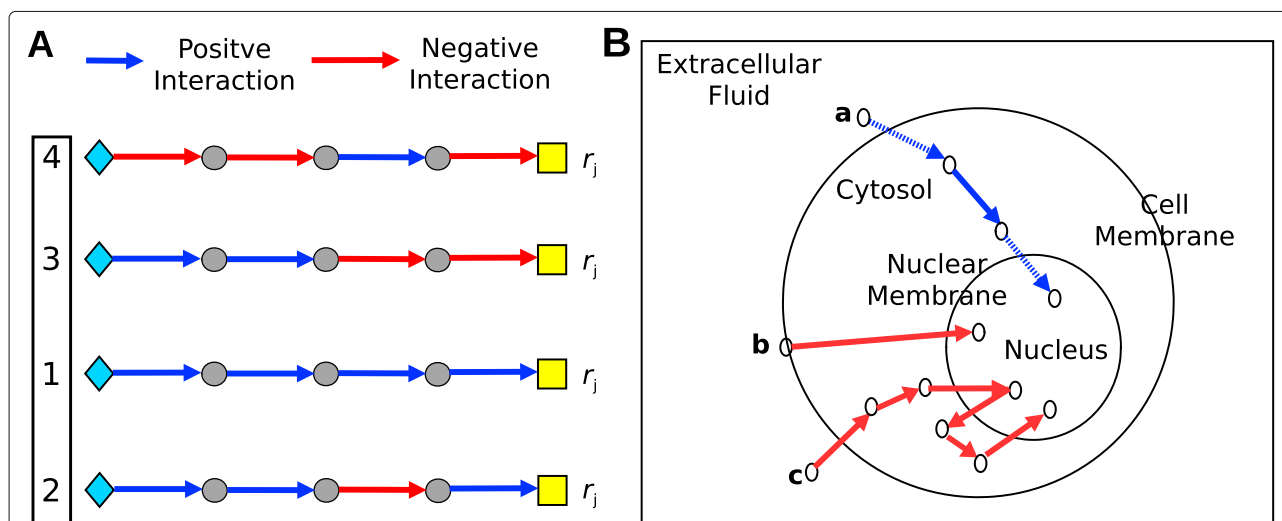 A
Positve
Interaction
Negative
Interaction
4
r_j
3
r_j
1
r_j
2
r_j
B
Extracellular
Fluid
a
Cytosol
Cell
Membrane
Nuclear
Membrane
b
Nucleus
c